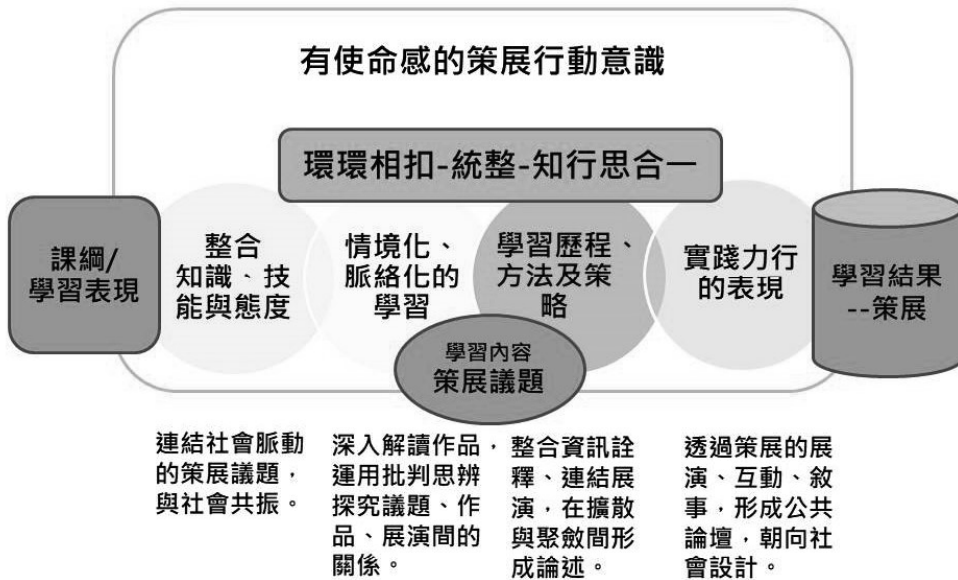 有使命感的策展行動意識
環環相扣-統整-知行思合一
課綱/
學習表現
整合
知識、技
能與態度
情境化、
脈絡化的
學習
學習歷程、
方法及策
略
實踐力行
的表現
學習結果
--策展
學習內容
策展議題
連結社會脈動
的策展議題，
與社會共振。
深入解讀作品，
運用批判思辨
探究議題、作
品、展演間的
關係。
整合資訊詮
釋、連結展
演，在擴散
與聚斂間形
成論述。
透過策展的展
演、互動、敘
事，形成公共
論壇，朝向社
會設計。